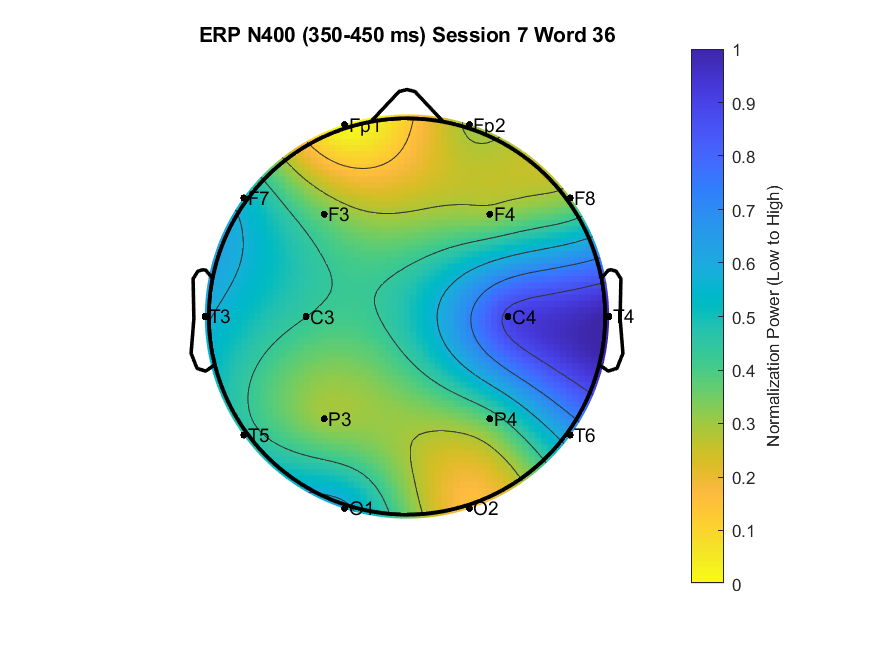 ERP N400 (350-450 ms) Session 7 Word 36
Fp1
Fp2
F7
F3
F4
F8
T3
C3
C4
T4
T5
P3
P4
T6
O1
O2
1
0.9
0.8
0.7
0.6
0.5
0.4
0.3
0.2
0.1
0
Normalization Power (Low to High)